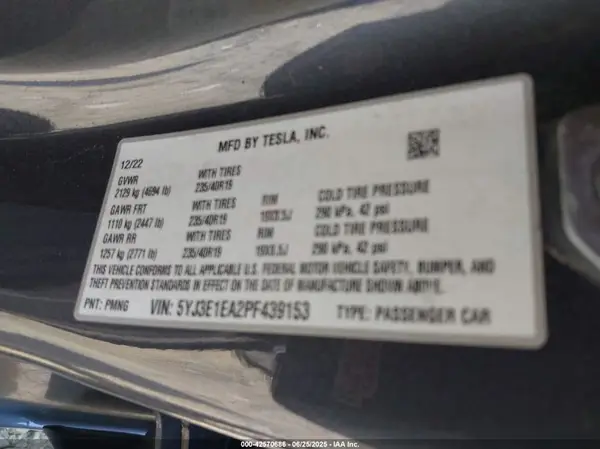 MFD BY TESLA, INC.
12/22
GVWR WITH TIRES
2129 kg (4694 lb) 235/40R19
GAWR FRT WITH TIRES RIM COLD TIRE PRESSURE
1110 kg (2447 lb) 235/40R19 19X8.5J 290 kPa, 42 psi
GAWR RR WITH TIRES RIM COLD TIRE PRESSURE
1257 kg (2771 lb) 235/40R19 19X8.5J 290 kPa, 42 psi
THIS VEHICLE CONFORMS TO ALL APPLICABLE U.S. FEDERAL MOTOR VEHICLE SAFETY, BUMPER, AND
THEFT PREVENTION STANDARDS IN EFFECT ON THE DATE OF MANUFACTURE SHOWN ABOVE.
PNT: PMNG VIN: 5YJ3E1EA2PF439153 TYPE: PASSENGER CAR
000-42570686 - 06/25/2025 - IAA Inc.